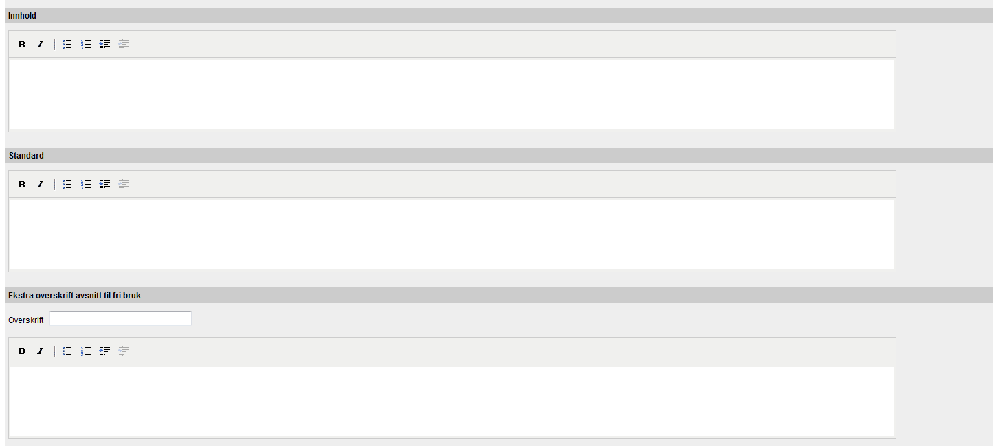 Innhold
B I
Standard
B I
Ekstra overskrift avsnitt til fri bruk
Overskrift
B I